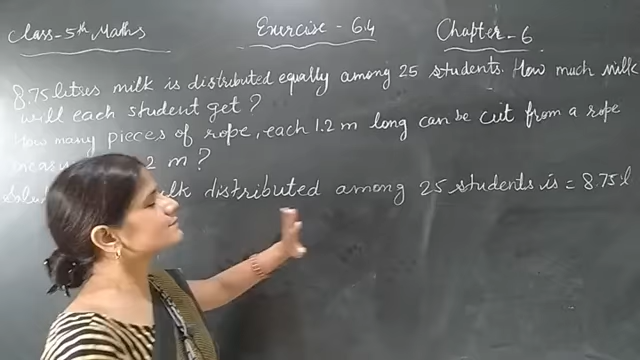 Class-5th Maths
Exercise - 6.4
Chapter-6
8.75 litres milk is distributed equally among 25 students. How much milk
will each student get?
How many pieces of rope, each 1.2 m long can be cut from a rope
2 m?
distributed among 25 students is = 8.75 l